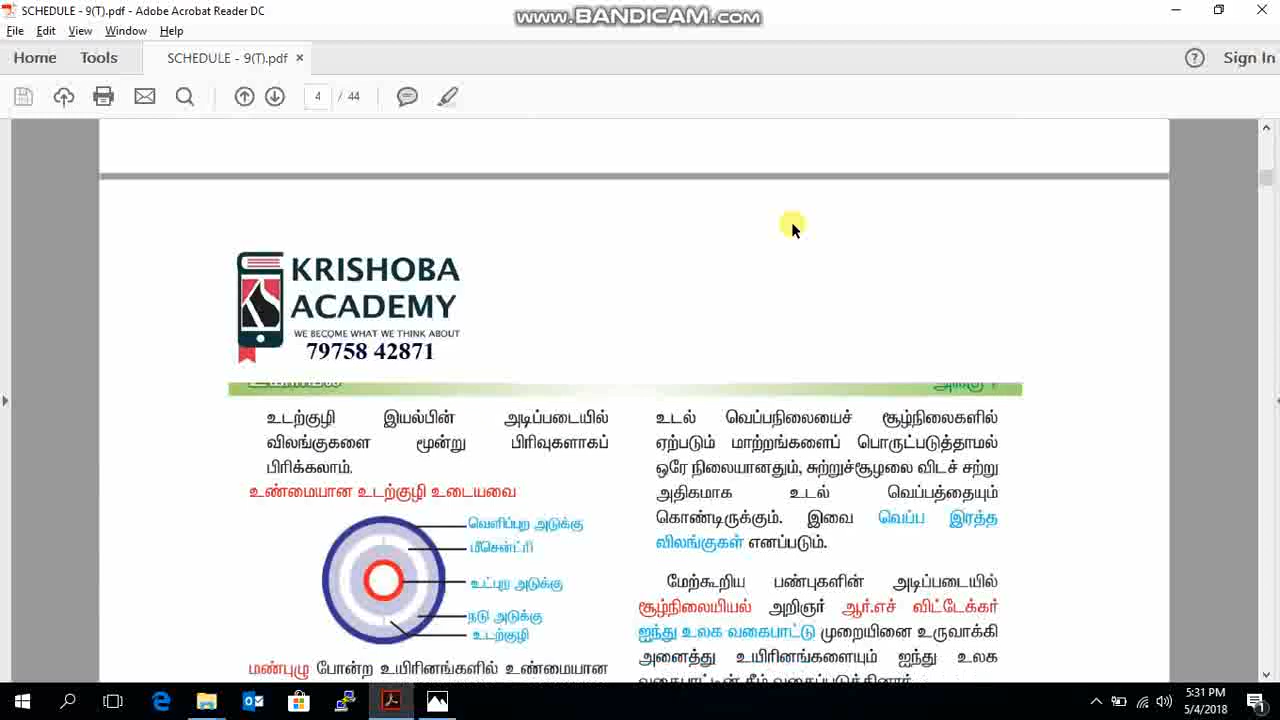 SCHEDULE - 9(T).pdf - Adobe Acrobat Reader DC
www.BANDICAM.com
File Edit View Window Help
Home Tools SCHEDULE - 9(T).pdf × ? Sign In
4 / 44
KRISHOBA
ACADEMY
WE BECOME WHAT WE THINK ABOUT
79758 42871
உடற்குழி இயல்பின் அடிப்படையில்
விலங்குகளை மூன்று பிரிவுகளாகப்
பிரிக்கலாம்.
உண்மையான உடற்குழி உடையவை
வெளிப்புற அடுக்கு
மீசென்ட்ரி
உட்புற அடுக்கு
நடு அடுக்கு
உடற்குழி
மண்புழு போன்ற உயிரினங்களில் உண்மையான
உடல் வெப்பநிலையைச் சூழ்நிலைகளில்
ஏற்படும் மாற்றங்களைப் பொருட்படுத்தாமல்
ஒரே நிலையானதும், சுற்றுச்சூழலை விடச் சற்று
அதிகமாக உடல் வெப்பத்தையும்
கொண்டிருக்கும். இவை வெப்ப இரத்த
விலங்குகள் எனப்படும்.
மேற்கூறிய பண்புகளின் அடிப்படையில்
சூழ்நிலையியல் அறிஞர் ஆர்.எச் விட்டேக்கர்
ஐந்து உலக வகைபாட்டு முறையினை உருவாக்கி
அனைத்து உயிரினங்களையும் ஐந்து உலக
5:31 PM
5/4/2018